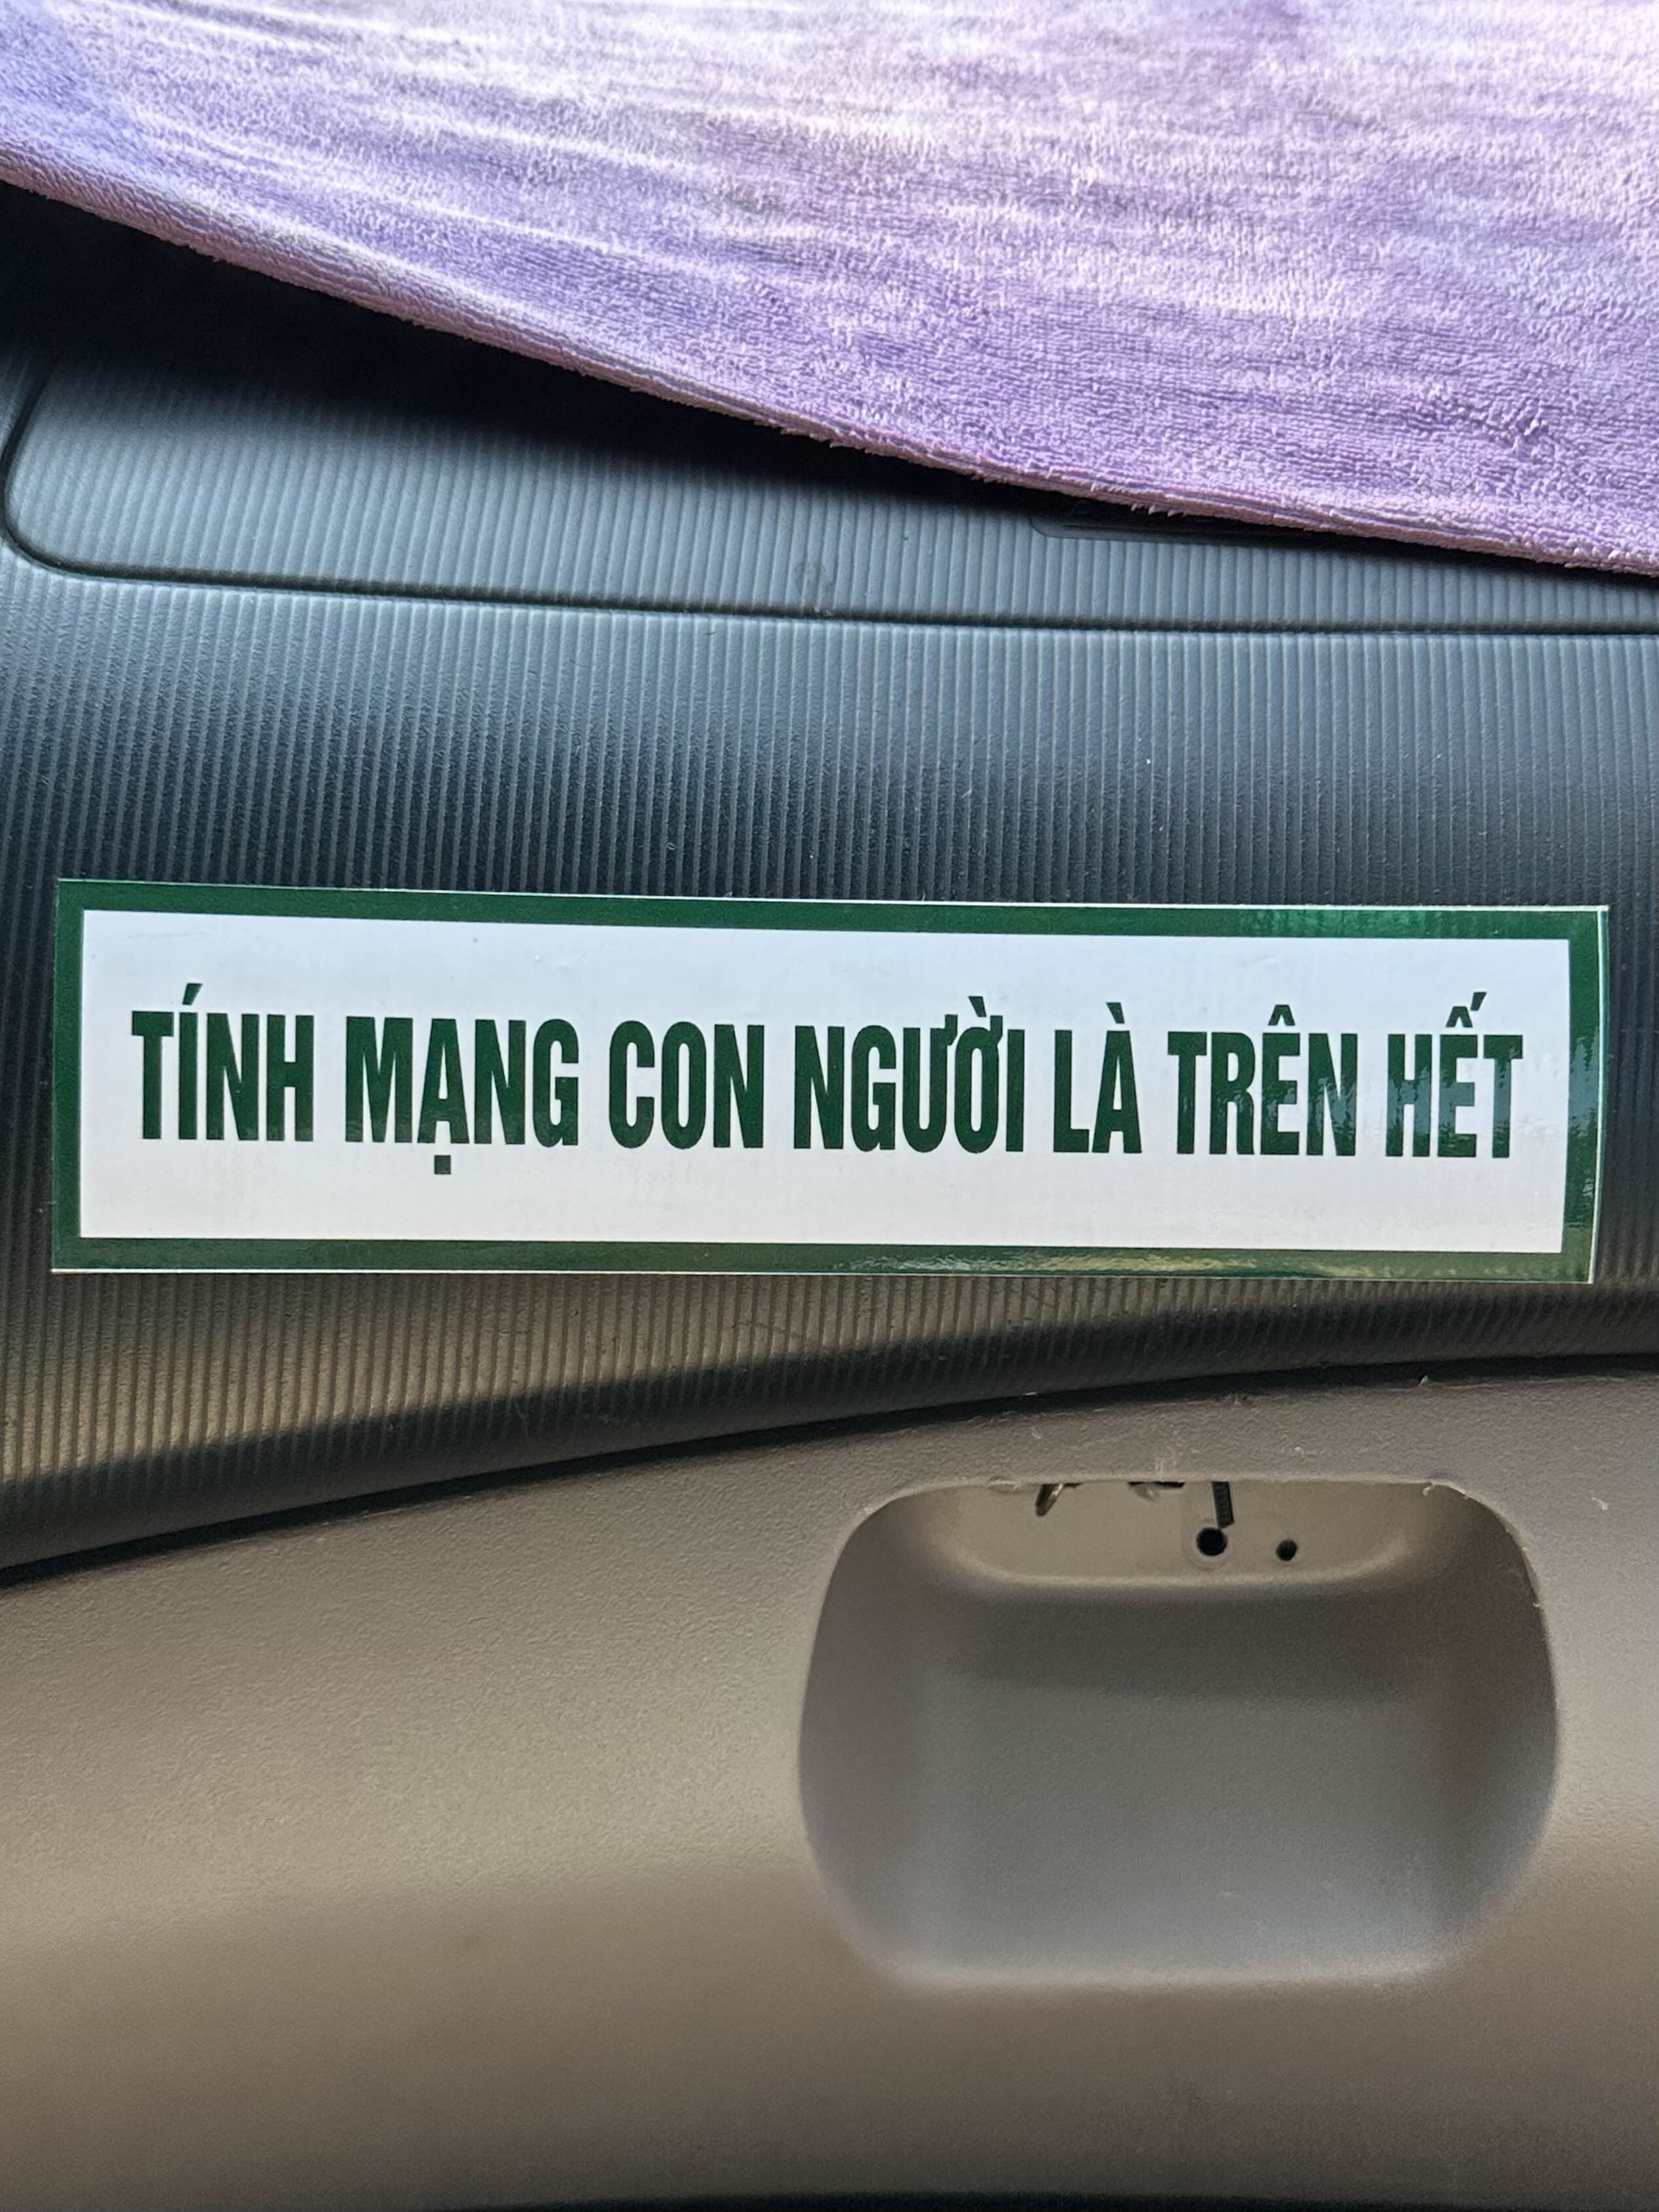 TÍNH MẠNG CON NGƯỜI LÀ TRÊN HẾT